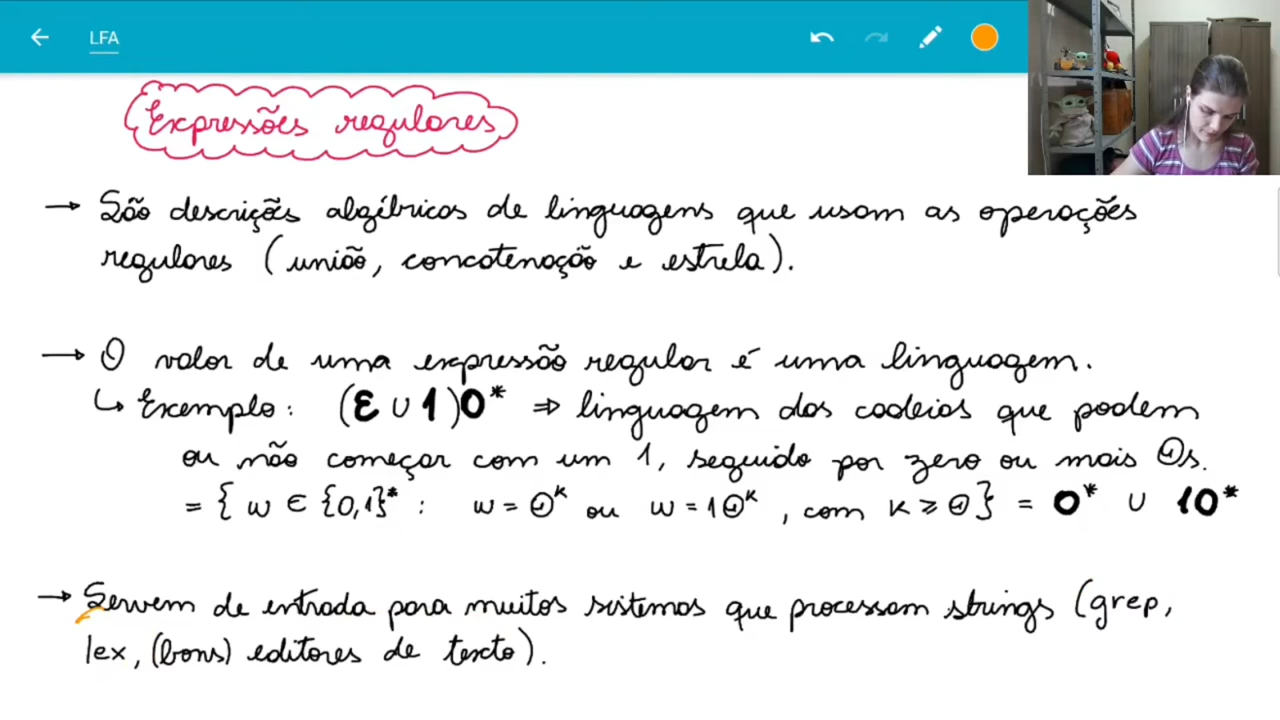 LFA
Expressões regulares
→ São descrições algébricas de linguagens que usam as operações
regulares (união, concatenação e estrela).
→ O valor de uma expressão regular é uma linguagem.
↳ Exemplo: (ε ∪ 1)0* ⇒ linguagem das cadeias que podem
ou não começar com um 1, seguido por zero ou mais 0s.
= { w ∈ {0,1}* : w = 0^k ou w = 10^k , com k ≥ 0} = 0* ∪ 10*
→ Servem de entrada para muitos sistemas que processam strings (grep,
lex, (bons) editores de texto).